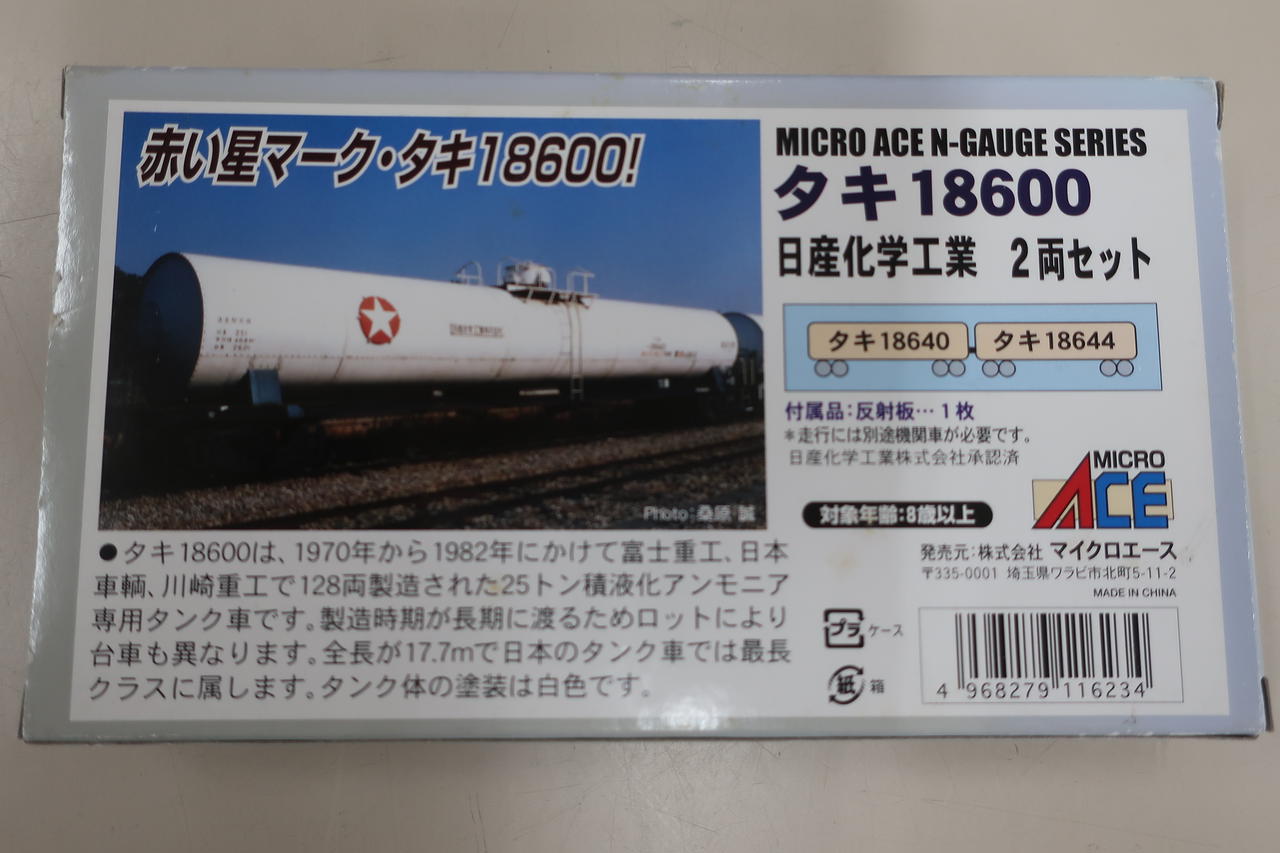 赤い星マーク・タキ18600!
Photo:桑原 誠
●タキ18600は、1970年から1982年にかけて富士重工、日本
車輌、川崎重工で128両製造された25トン積液化アンモニア
専用タンク車です。製造時期が長期に渡るためロットにより
台車も異なります。全長が17.7mで日本のタンク車では最長
クラスに属します。タンク体の塗装は白色です。
MICRO ACE N-GAUGE SERIES
タキ18600
日産化学工業 2両セット
タキ18640 タキ18644
付属品:反射板…1枚
*走行には別途機関車が必要です。
日産化学工業株式会社承認済
MICRO
ACE
対象年齢:8歳以上
発売元:株式会社 マイクロエース
〒335-0001 埼玉県ワラビ市北町5-11-2
MADE IN CHINA
プラ ケース
紙 箱
4 968279 116234